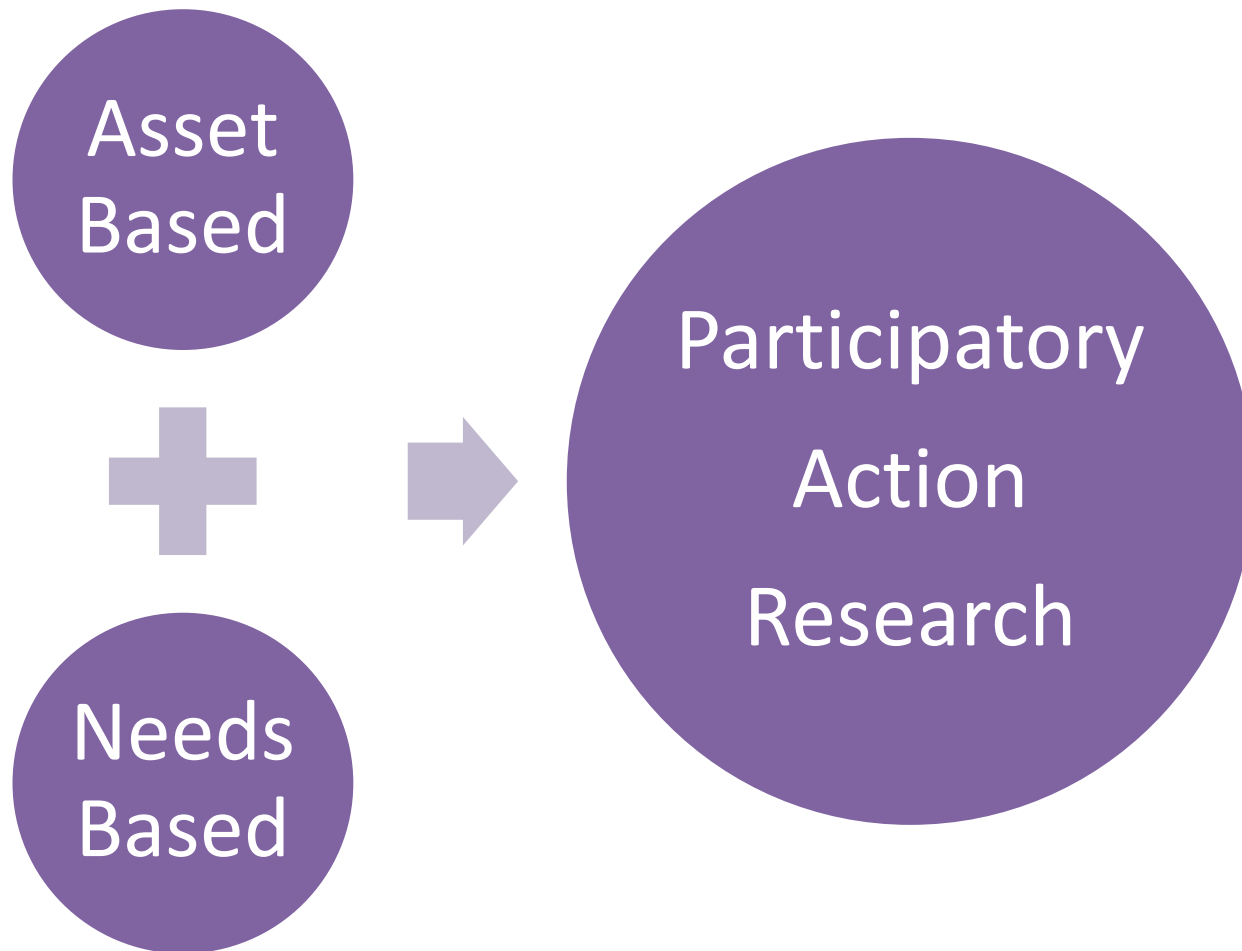 Asset
Based
Needs
Based
Participatory
Action
Research